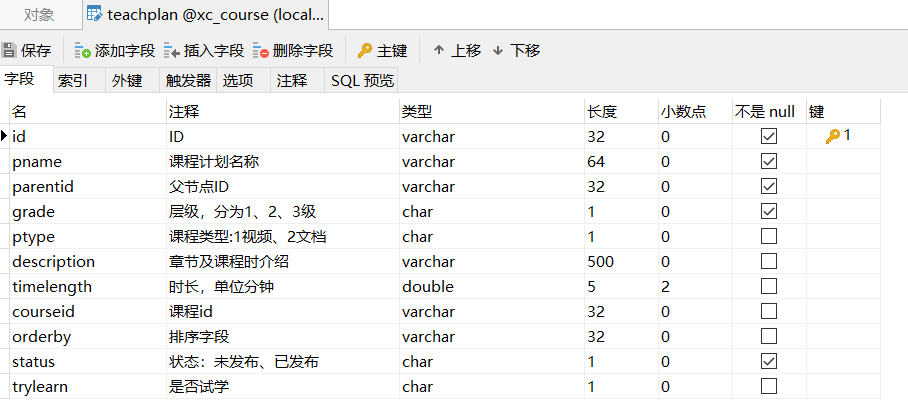 对象 teachplan @xc_course (local...
保存 添加字段 插入字段 删除字段 主键 上移 下移
字段 索引 外键 触发器 选项 注释 SQL 预览
名 注释 类型 长度 小数点 不是 null 键
id ID varchar 32 0 1
pname 课程计划名称 varchar 64 0
parentid 父节点ID varchar 32 0
grade 层级，分为1、2、3级 char 1 0
ptype 课程类型:1视频、2文档 char 1 0
description 章节及课程时介绍 varchar 500 0
timelength 时长，单位分钟 double 5 2
courseid 课程id varchar 32 0
orderby 排序字段 varchar 32 0
status 状态：未发布、已发布 char 1 0
trylearn 是否试学 char 1 0